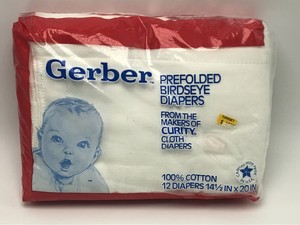 Gerber
PREFOLDED
BIRDSEYE
DIAPERS
FROM THE
MAKERS OF
CURITY
CLOTH
DIAPERS
100% COTTON
12 DIAPERS 14½ IN X 20 IN